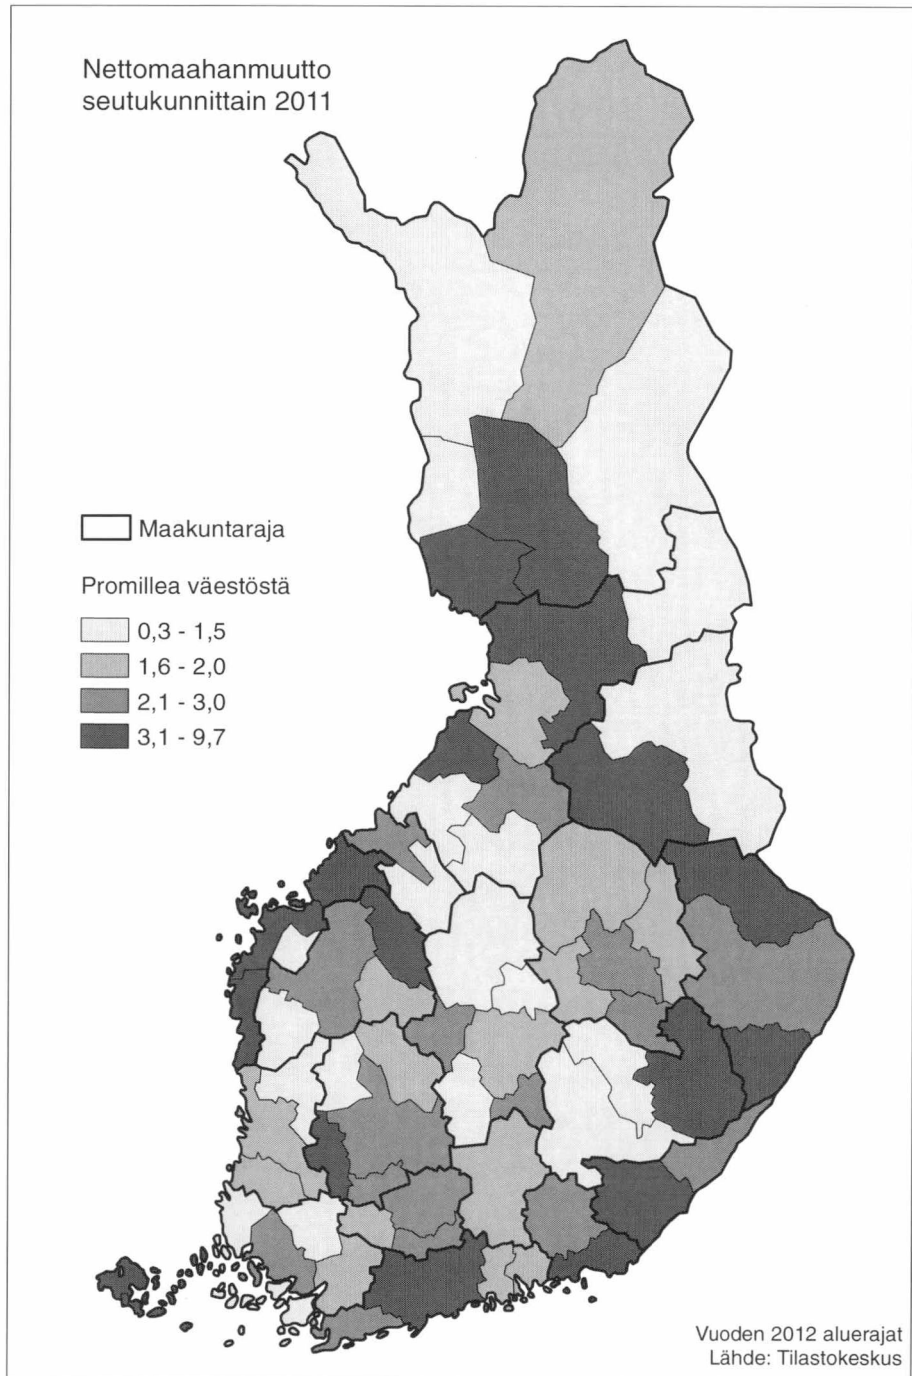 Nettomaahanmuutto
seutukunnittain 2011
Maakuntaraja
Promillea väestöstä
0,3 - 1,5
1,6 - 2,0
2,1 - 3,0
3,1 - 9,7
Vuoden 2012 aluerajat
Lähde: Tilastokeskus